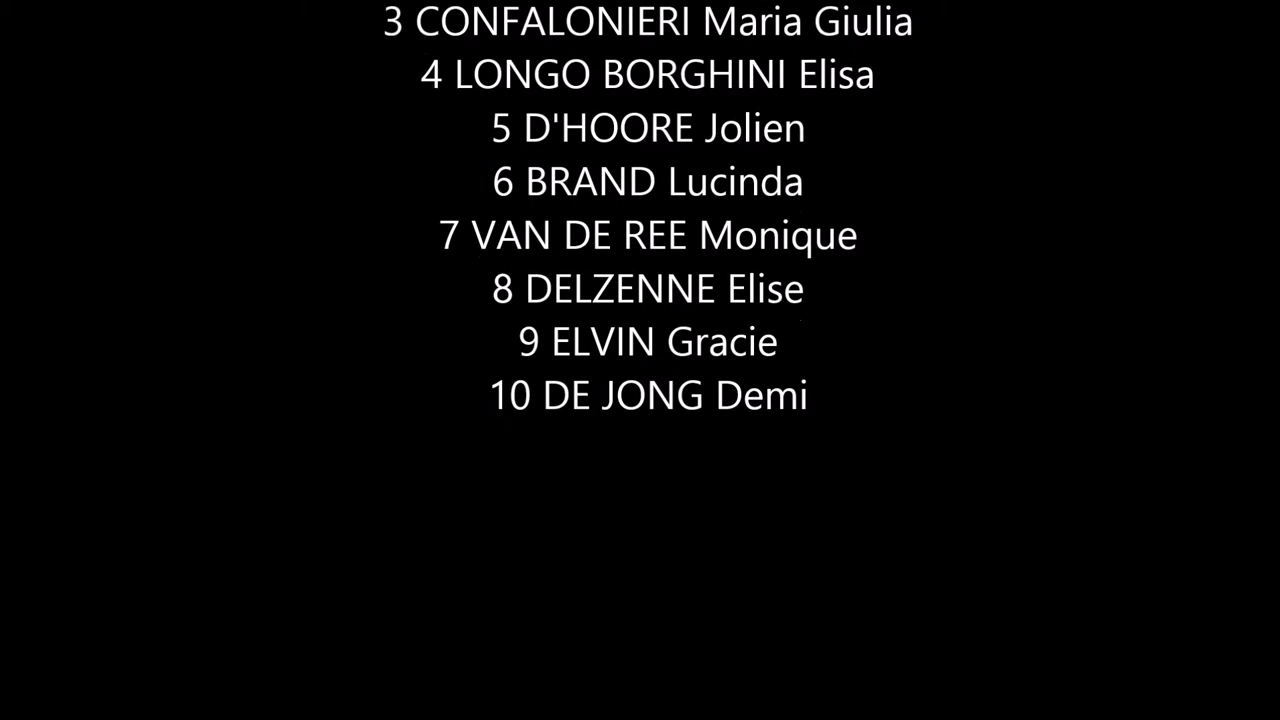 3 CONFALONIERI Maria Giulia
4 LONGO BORGHINI Elisa
5 D'HOORE Jolien
6 BRAND Lucinda
7 VAN DE REE Monique
8 DELZENNE Elise
9 ELVIN Gracie
10 DE JONG Demi